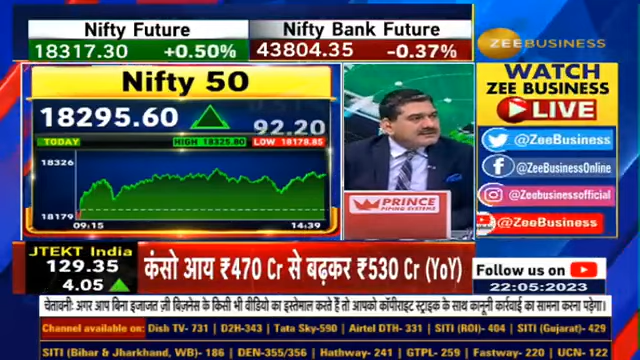 Nifty Future
18317.30 +0.50%
Nifty Bank Future
43804.35 -0.37%
ZEEBUSINESS
Nifty 50
18295.60 92.20
TODAY HIGH 18325.80 LOW 18178.85
18326
18179
09:15 14:39
PRINCE
PIPING SYSTEMS
WATCH
ZEE BUSINESS
LIVE
@ZeeBusiness
@ZeeBusinessOnline
@ZeeBusinessofficial
@ZeeBusiness
JTEKT India
129.35
4.05
कंसो आय ₹470 Cr से बढ़कर ₹530 Cr (YoY)
Follow us on
22:05:2023
चेतावनी: अगर आप बिना इजाजत ज़ी बिज़नेस के किसी भी वीडियो का इस्तेमाल करते हैं तो आपको कॉपीराइट स्ट्राइक के साथ कानूनी कार्रवाई का सामना करना पड़ेगा.
Channel available on: Dish TV- 731 | D2H-343 | Tata Sky-590 | Airtel DTH-331 | SITI (ROI)- 404 | SITI (Gujarat)- 429
SITI (Bihar & Jharkhand, WB)- 186 | DEN-355/356 | Hathway-241 | GTPL-259 | Fastway-220 | UCN-122